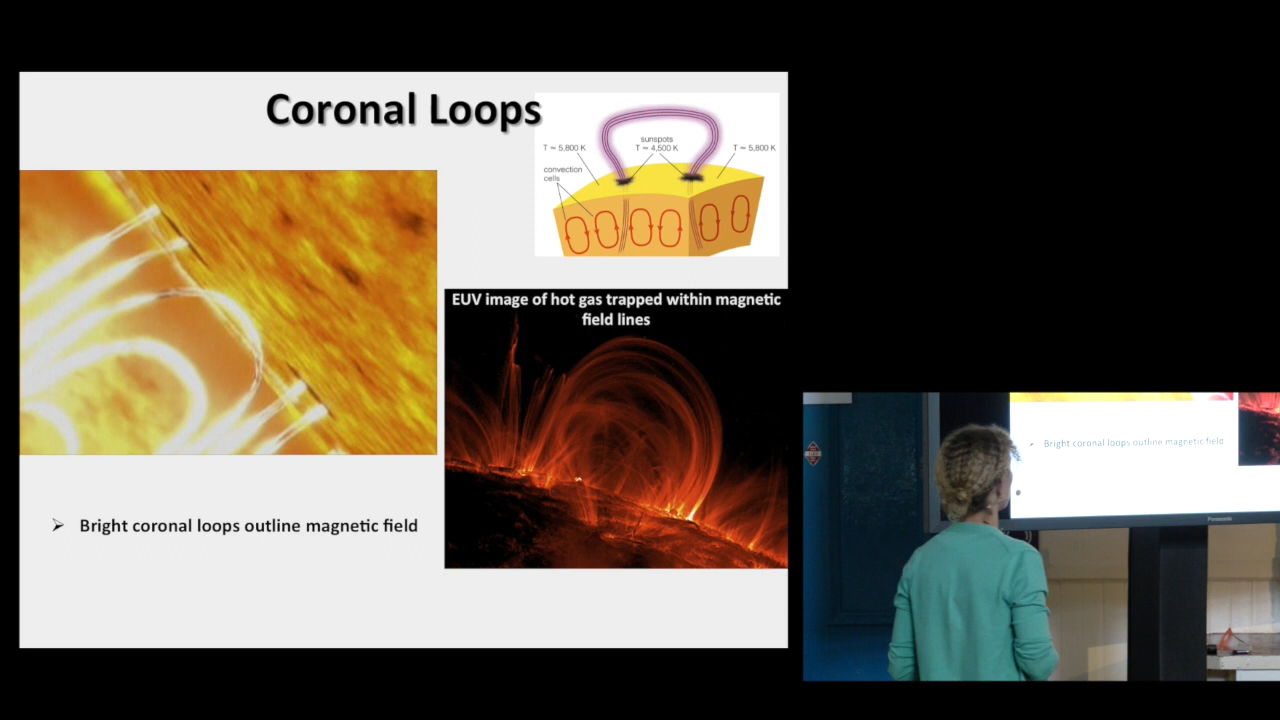 Coronal Loops
sunspots
T ≈ 5,800 K
T ≈ 4,500 K
T ≈ 5,800 K
convection
cells
EUV image of hot gas trapped within magnetic
field lines
➢ Bright coronal loops outline magnetic field
Bright coronal loops outline magnetic field
Panasonic